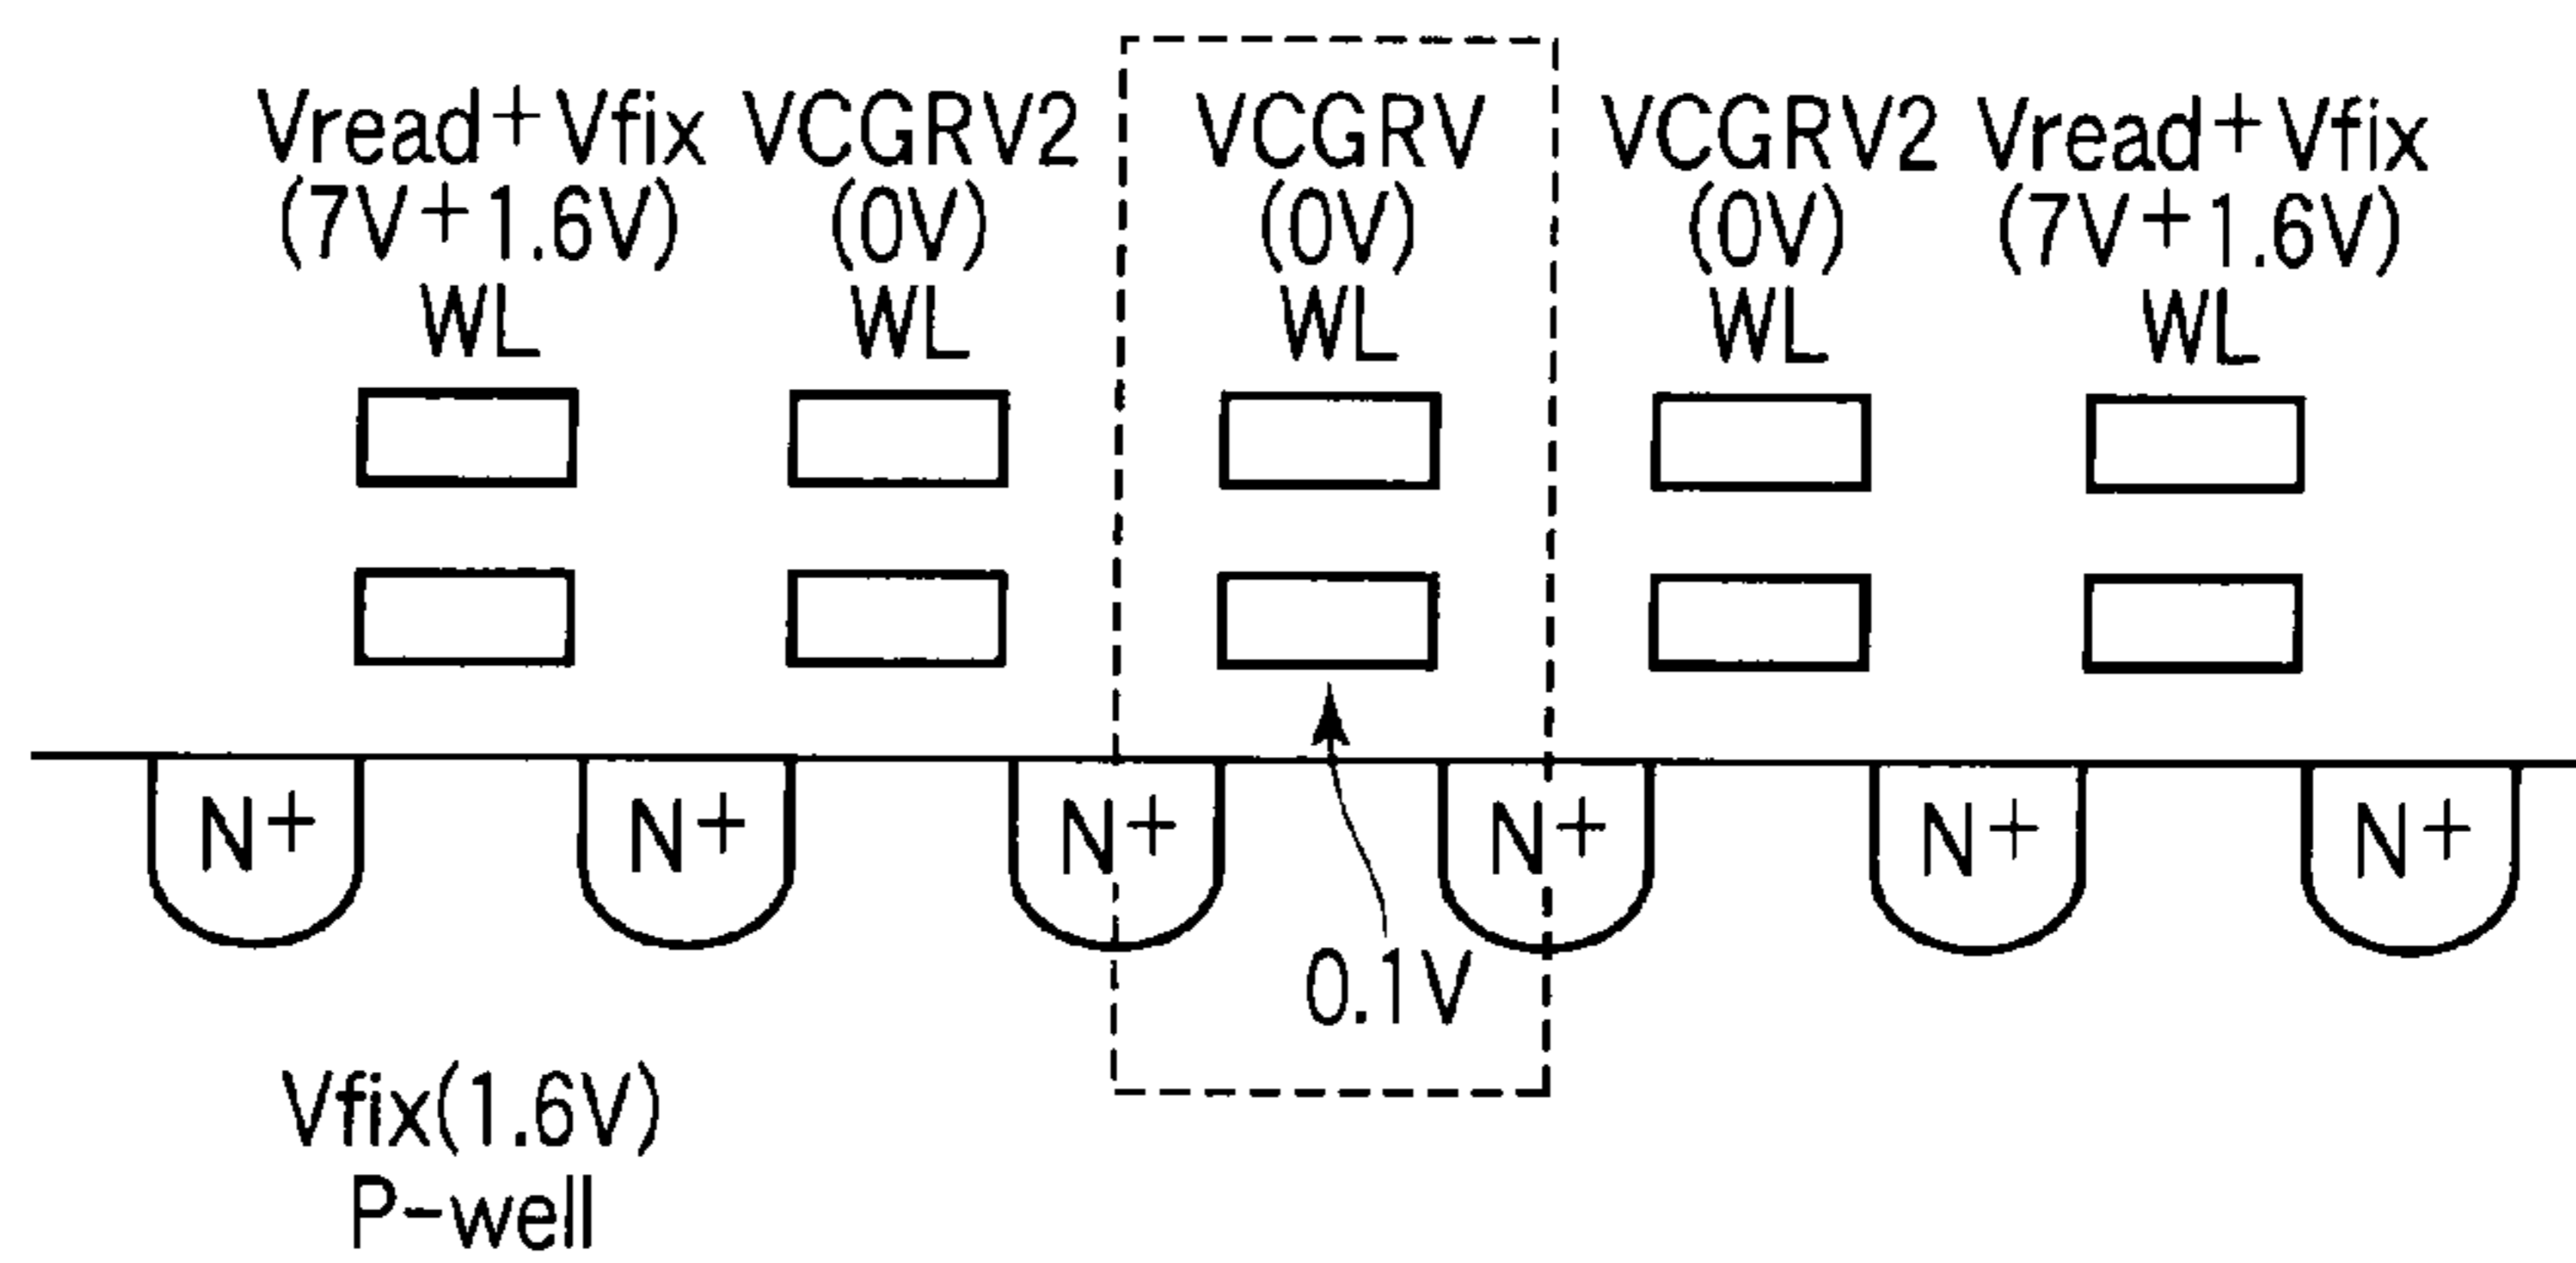 Vread+Vfix VCGRV2 VCGRV VCGRV2 Vread+Vfix
(7V+1.6V) (0V) (0V) (0V) (7V+1.6V)
WL WL WL WL WL
N+ N+ N+ N+ N+ N+
0.1V
Vfix(1.6V)
P-well